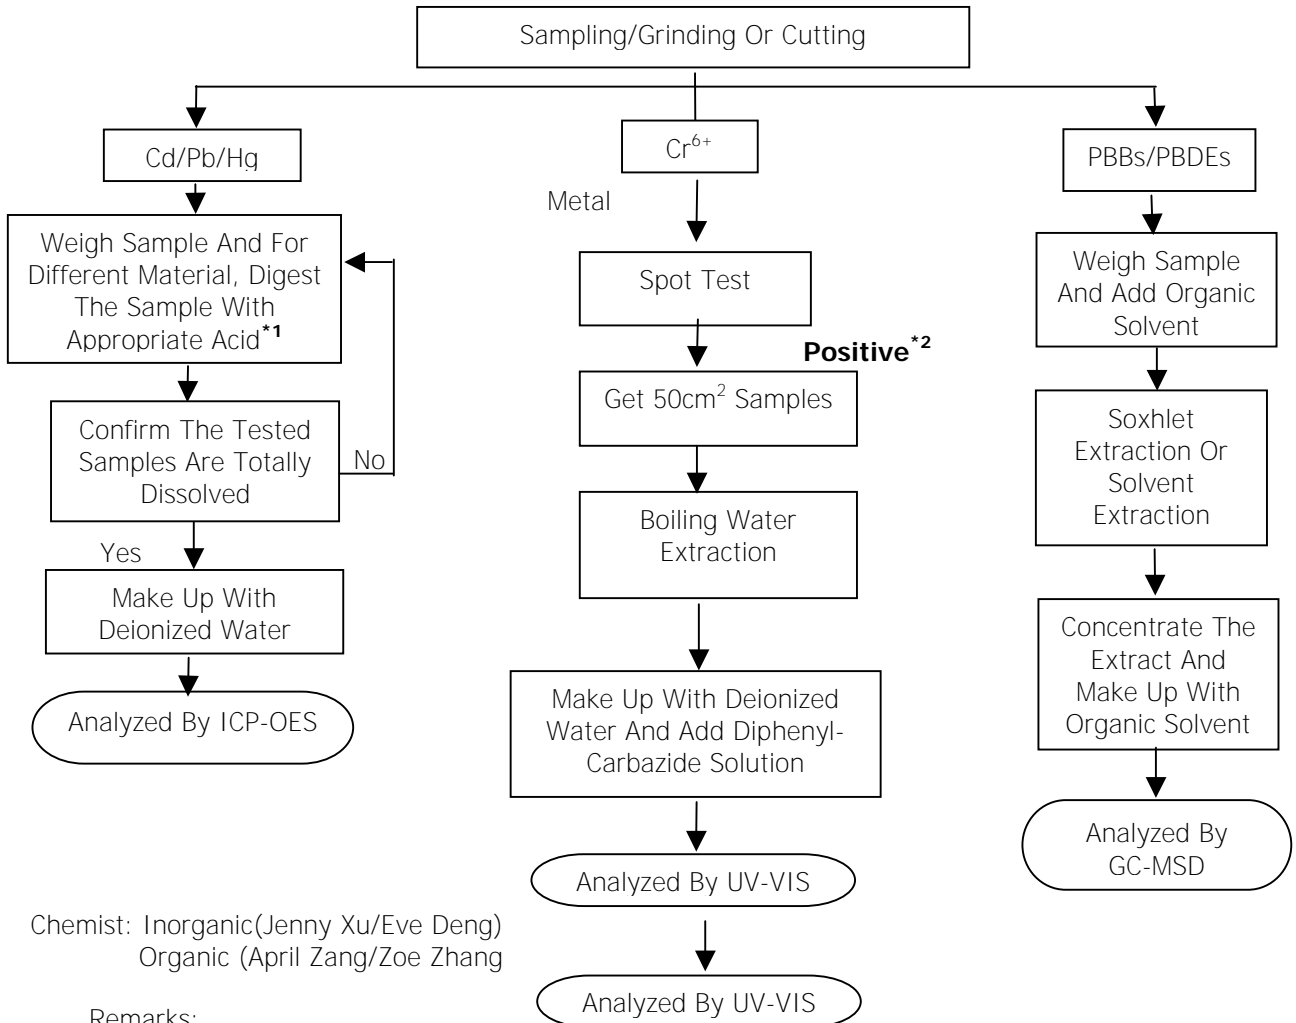 Sampling/Grinding Or Cutting
Cd/Pb/Hg
Weigh Sample And For
Different Material, Digest
The Sample With
Appropriate Acid*1
Confirm The Tested
Samples Are Totally
Dissolved
No
Yes
Make Up With
Deionized Water
Analyzed By ICP-OES
Cr6+
Metal
Spot Test
Positive*2
Get 50cm2 Samples
Boiling Water
Extraction
Make Up With Deionized
Water And Add Diphenyl-
Carbazide Solution
Analyzed By UV-VIS
Analyzed By UV-VIS
PBBs/PBDEs
Weigh Sample
And Add Organic
Solvent
Soxhlet
Extraction Or
Solvent
Extraction
Concentrate The
Extract And
Make Up With
Organic Solvent
Analyzed By
GC-MSD
Chemist: Inorganic(Jenny Xu/Eve Deng)
Organic (April Zang/Zoe Zhang
Remarks: